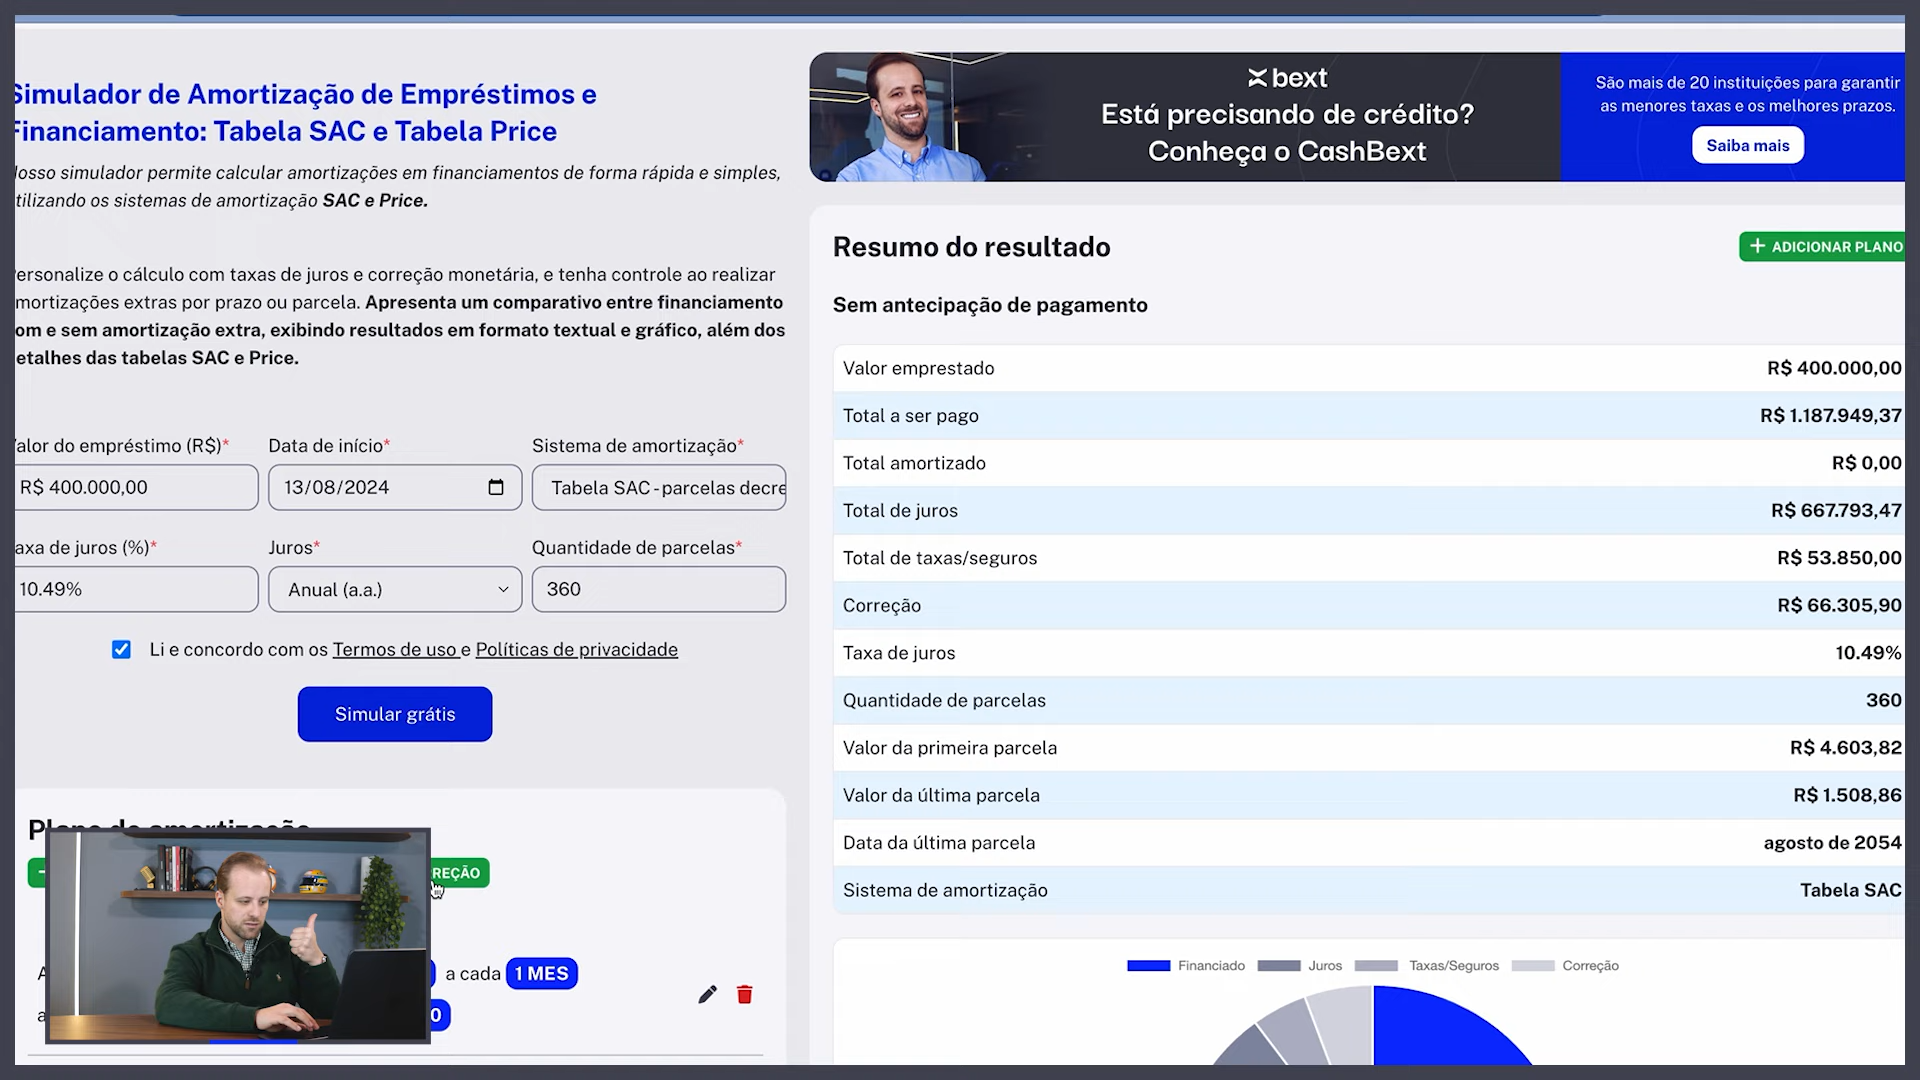 Simulador de Amortização de Empréstimos e
Financiamento: Tabela SAC e Tabela Price
osso simulador permite calcular amortizações em financiamentos de forma rápida e simples,
tilizando os sistemas de amortização SAC e Price.
ersonalize o cálculo com taxas de juros e correção monetária, e tenha controle ao realizar
mortizações extras por prazo ou parcela. Apresenta um comparativo entre financiamento
om e sem amortização extra, exibindo resultados em formato textual e gráfico, além dos
etalhes das tabelas SAC e Price.
alor do empréstimo (R$)*
Data de início*
Sistema de amortização*
R$ 400.000,00
13/08/2024
Tabela SAC - parcelas decre
axa de juros (%)*
Juros*
Quantidade de parcelas*
10.49%
Anual (a.a.)
360
Li e concordo com os Termos de uso e Políticas de privacidade
Simular grátis
Plano de amortização
REÇÃO
a cada 1 MES
0
bext
Está precisando de crédito?
Conheça o CashBext
São mais de 20 instituições para garantir
as menores taxas e os melhores prazos.
Saiba mais
Resumo do resultado
+ ADICIONAR PLANO
Sem antecipação de pagamento
Valor emprestado R$ 400.000,00
Total a ser pago R$ 1.187.949,37
Total amortizado R$ 0,00
Total de juros R$ 667.793,47
Total de taxas/seguros R$ 53.850,00
Correção R$ 66.305,90
Taxa de juros 10.49%
Quantidade de parcelas 360
Valor da primeira parcela R$ 4.603,82
Valor da última parcela R$ 1.508,86
Data da última parcela agosto de 2054
Sistema de amortização Tabela SAC
Financiado Juros Taxas/Seguros Correção